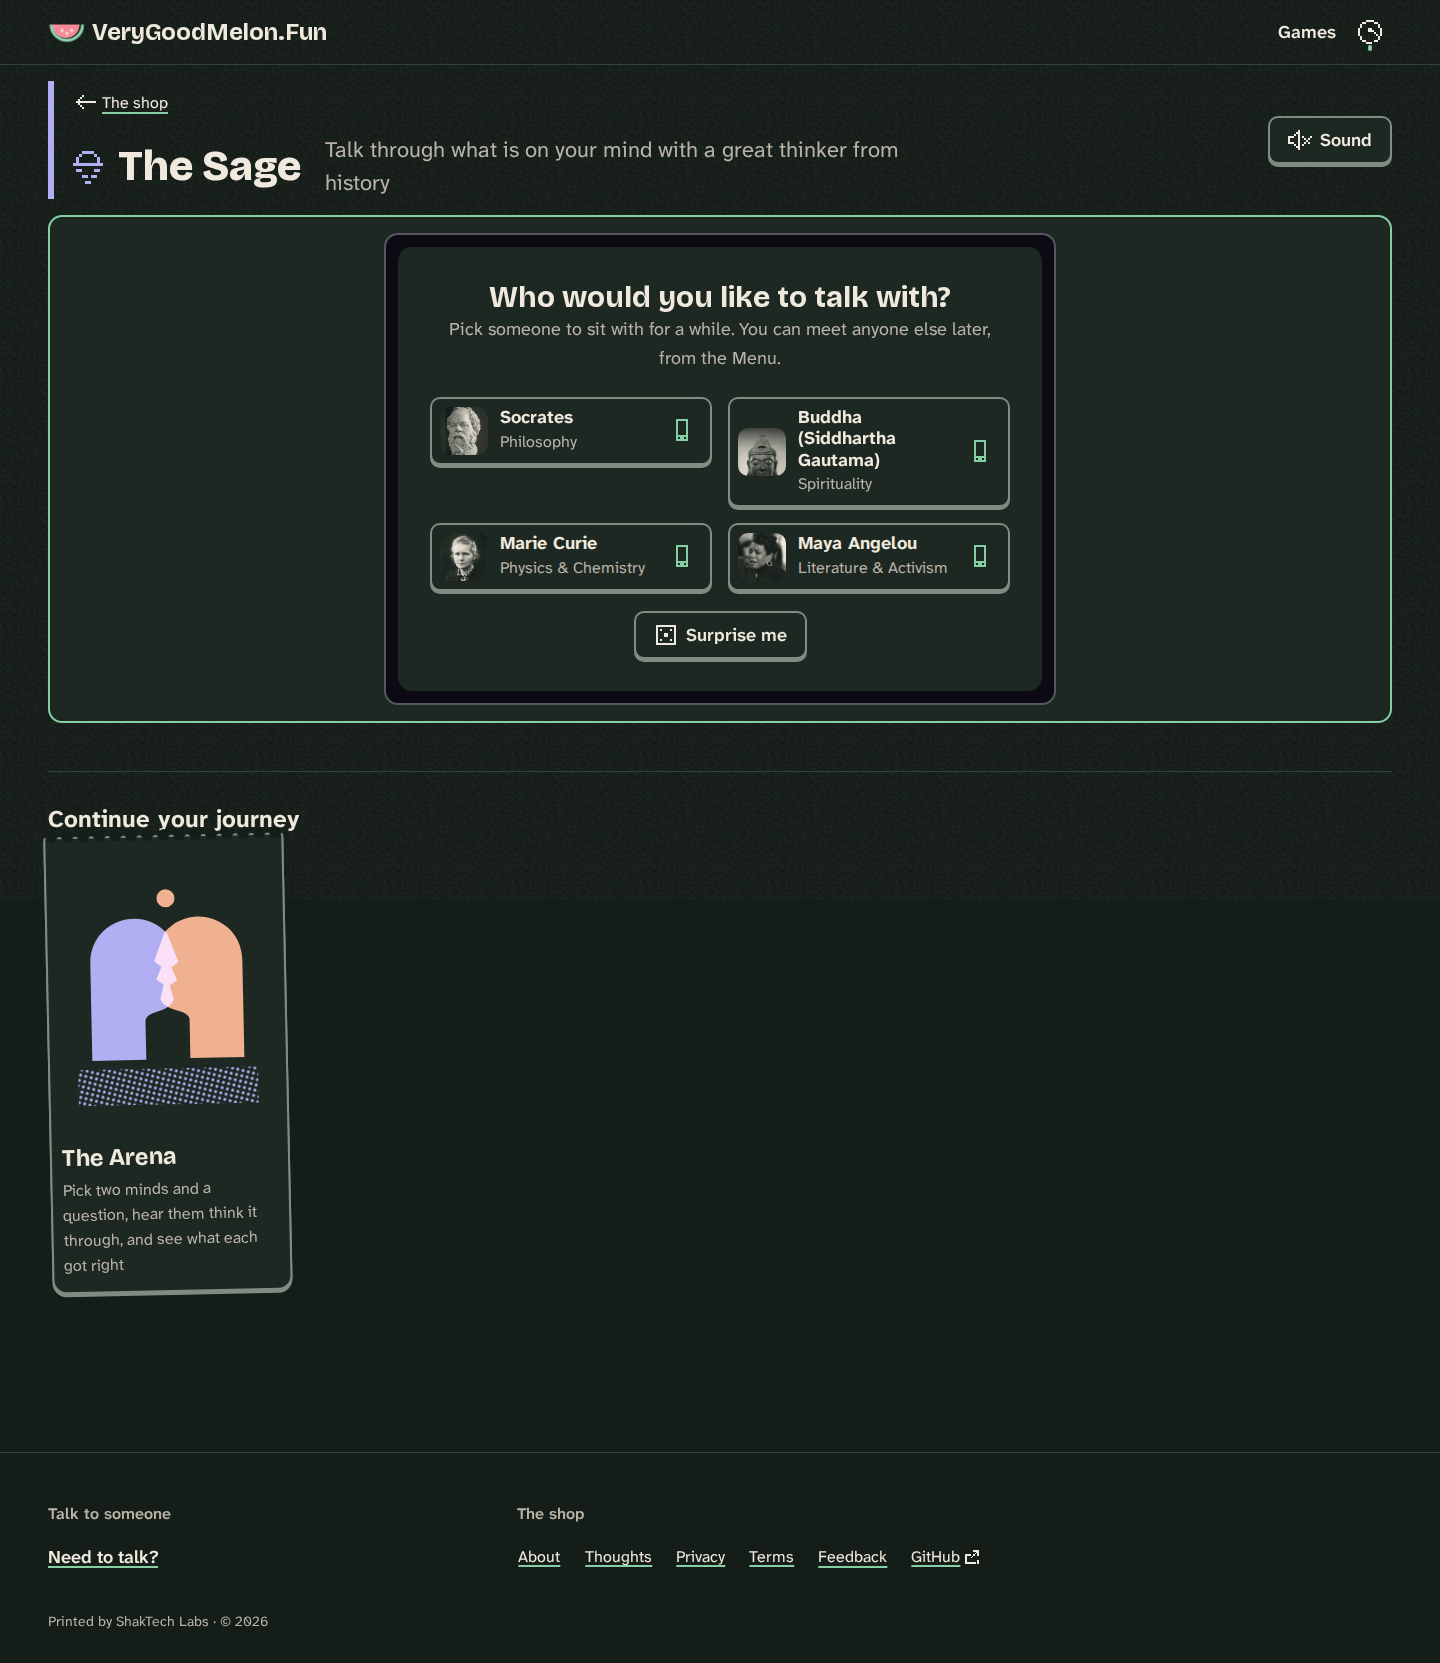 VeryGoodMelon.Fun
Games
The shop
The Sage
Talk through what is on your mind with a great thinker from
history
Sound
Who would you like to talk with?
Pick someone to sit with for a while. You can meet anyone else later,
from the Menu.
Socrates
Philosophy
Buddha
(Siddhartha
Gautama)
Spirituality
Marie Curie
Physics & Chemistry
Maya Angelou
Literature & Activism
Surprise me
Continue your journey
The Arena
Pick two minds and a
question, hear them think it
through, and see what each
got right
Talk to someone
Need to talk?
The shop
About
Thoughts
Privacy
Terms
Feedback
GitHub
Printed by ShakTech Labs · © 2026